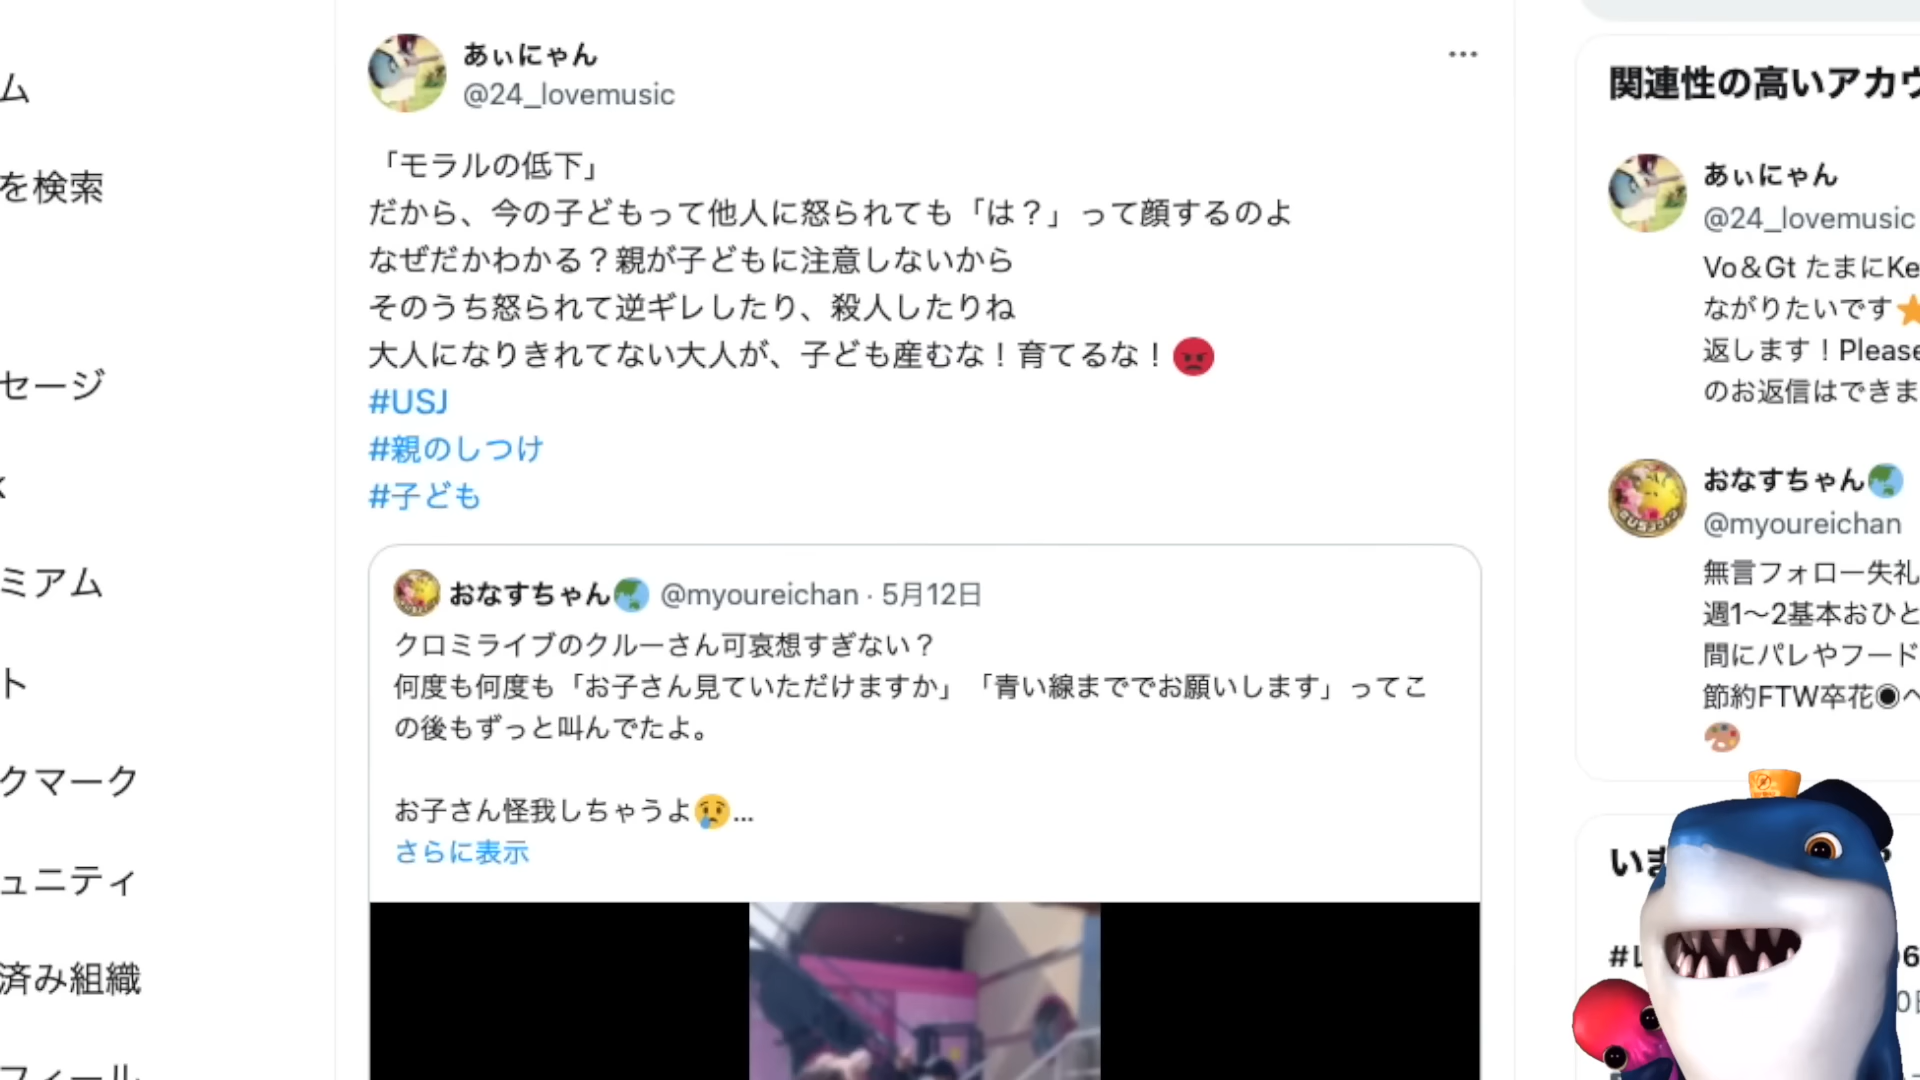 ム
を検索
セージ
ミアム
ト
クマーク
ュニティ
済み組織
フィール
あぃにゃん
@24_lovemusic
「モラルの低下」
だから、今の子どもって他人に怒られても「は？」って顔するのよ
なぜだかわかる？親が子どもに注意しないから
そのうち怒られて逆ギレしたり、殺人したりね
大人になりきれてない大人が、子ども産むな！育てるな！😡
#USJ
#親のしつけ
#子ども
おなすちゃん🌏 @myoureichan · 5月12日
クロミライブのクルーさん可哀想すぎない？
何度も何度も「お子さん見ていただけますか」「青い線まででお願いします」ってこ
の後もずっと叫んでたよ。
お子さん怪我しちゃうよ😢...
さらに表示
関連性の高いアカウ
あぃにゃん
@24_lovemusic
Vo＆Gt たまにKe
ながりたいです⭐
返します！Please
のお返信はできま
おなすちゃん🌏
@myoureichan
無言フォロー失礼
週1〜2基本おひと
間にパレやフード
節約FTW卒花◉へ
🎨
いま